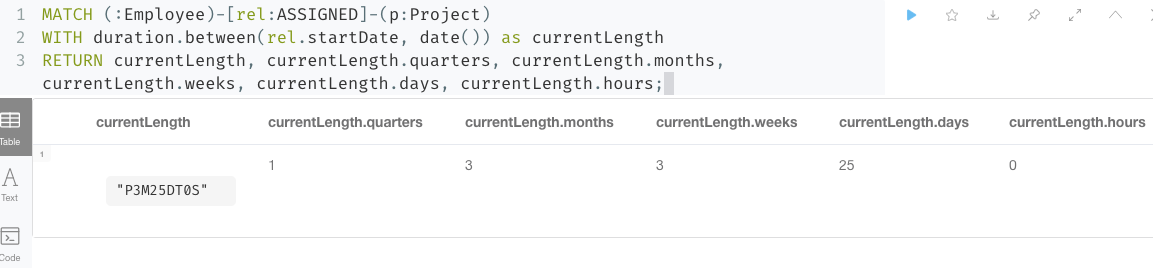 1 MATCH (:Employee)-[rel:ASSIGNED]-(p:Project)
2 WITH duration.between(rel.startDate, date()) as currentLength
3 RETURN currentLength, currentLength.quarters, currentLength.months,
currentLength.weeks, currentLength.days, currentLength.hours;
currentLength currentLength.quarters currentLength.months currentLength.weeks currentLength.days currentLength.hours
Table
1
"P3M25DT0S" 1 3 3 25 0
A
Text
Code